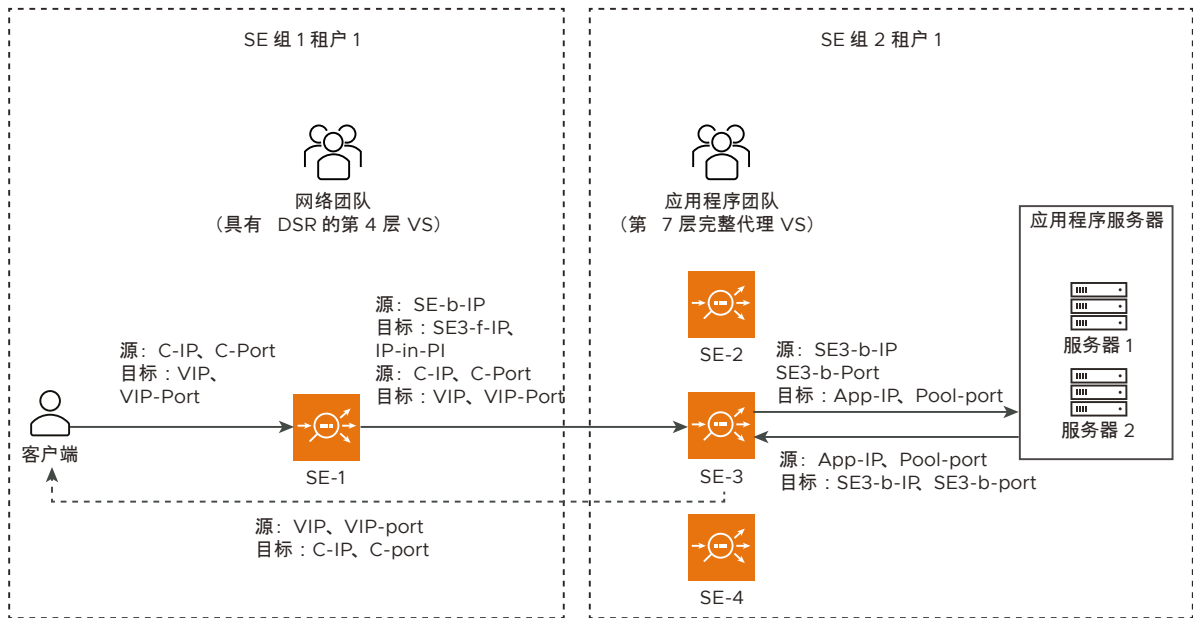 SE 组 1 租户 1
SE 组 2 租户 1
网络团队
（具有 DSR 的第 4 层 VS）
应用程序团队
（第 7 层完整代理 VS）
应用程序服务器
源：C-IP、C-Port
目标：VIP、
VIP-Port
源：SE-b-IP
目标：SE3-f-IP、
IP-in-PI
源：C-IP、C-Port
目标：VIP、VIP-Port
SE-2
源：SE3-b-IP
SE3-b-Port
目标：App-IP、Pool-port
服务器 1
服务器 2
客户端
SE-1
SE-3
源：App-IP、Pool-port
目标：SE3-b-IP、SE3-b-port
源：VIP、VIP-port
目标：C-IP、C-port
SE-4